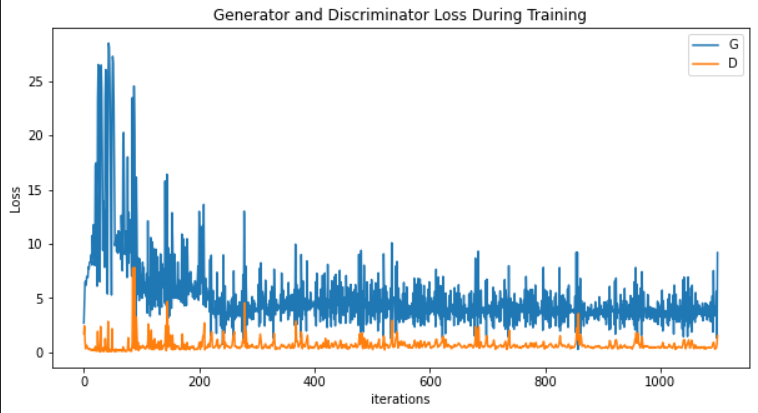 Generator and Discriminator Loss During Training
G
D
Loss
25
20
15
10
5
0
0 200 400 600 800 1000
iterations